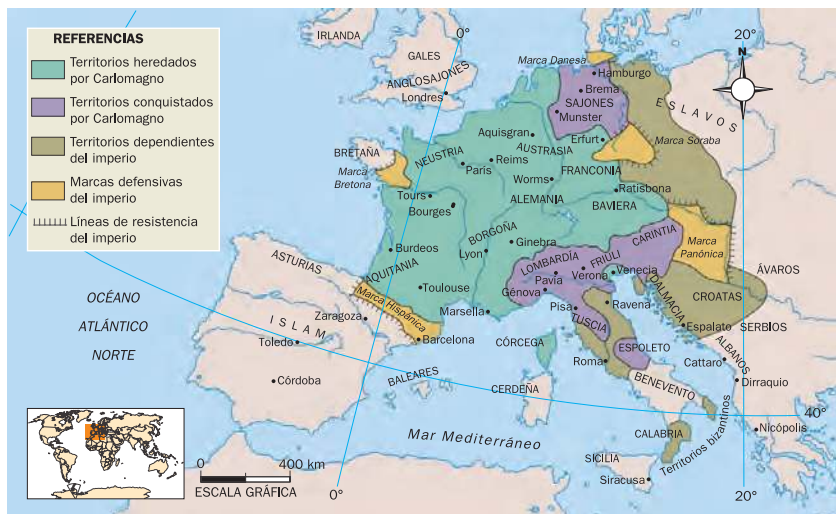 REFERENCIAS
Territorios heredados
por Carlomagno
Territorios conquistados
por Carlomagno
Territorios dependientes
del imperio
Marcas defensivas
del imperio
Líneas de resistencia
del imperio
IRLANDA
GALES
ANGLOSAJONES
Londres
0°
20°
N
Marca Danesa
Hamburgo
Brema
SAJONES
Munster
ESLAVOS
Marca Soraba
Aquisgran
AUSTRASIA
Erfurt
BRETAÑA
Marca
Bretona
NEUSTRIA
Reims
Paris
FRANCONIA
Worms
Ratisbona
Tours
Bourges
ALEMANIA
BAVIERA
BORGOÑA
Ginebra
Lyon
Burdeos
AQUITANIA
Toulouse
Marsella
CARINTIA
FRIULI
LOMBARDÍA
Pavia
Verona
Venecia
Génova
Marca
Panónica
ÁVAROS
CROATAS
DALMACIA
Espalato
SERBIOS
Ravena
Pisa
TUSCIA
ESPOLETO
Roma
ALBANOS
Cattaro
Dirraquio
BENEVENTO
ASTURIAS
Marca Hispánica
Zaragoza
ISLAM
Barcelona
Toledo
Córdoba
BALEARES
CÓRCEGA
CERDEÑA
OCÉANO
ATLÁNTICO
NORTE
40°
Nicópolis
CALABRIA
Territorios bizantinos
Mar Mediterráneo
SICILIA
Siracusa
0
400 km
ESCALA GRÁFICA
0°
20°